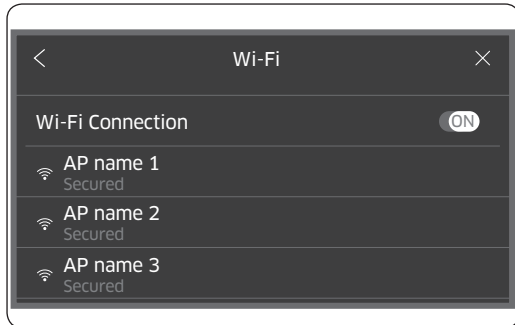 Wi-Fi
Wi-Fi Connection ON
AP name 1
Secured
AP name 2
Secured
AP name 3
Secured